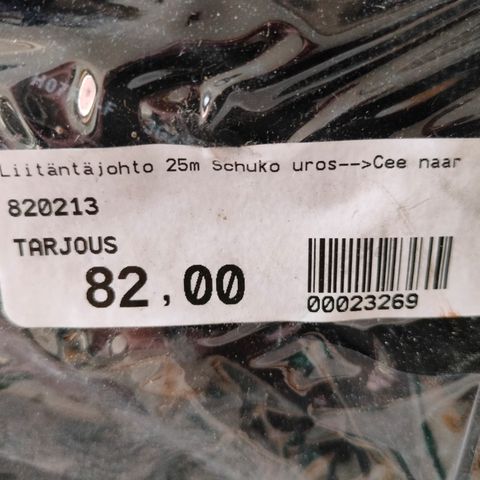 Liitäntäjohto 25m Schuko uros-->Cee naar
820213
TARJOUS
82,00
00023269